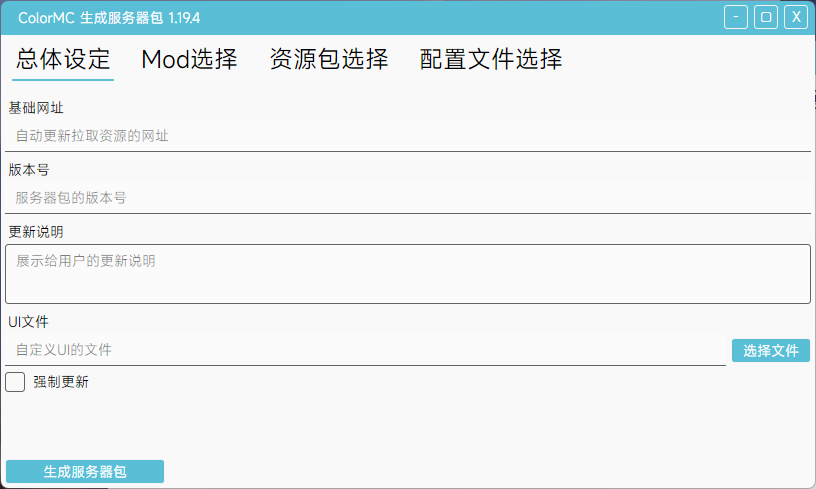 ColorMC 生成服务器包 1.19.4
- X
总体设定 Mod选择 资源包选择 配置文件选择
基础网址
自动更新拉取资源的网址
版本号
服务器包的版本号
更新说明
展示给用户的更新说明
UI文件
自定义UI的文件 选择文件
强制更新
生成服务器包